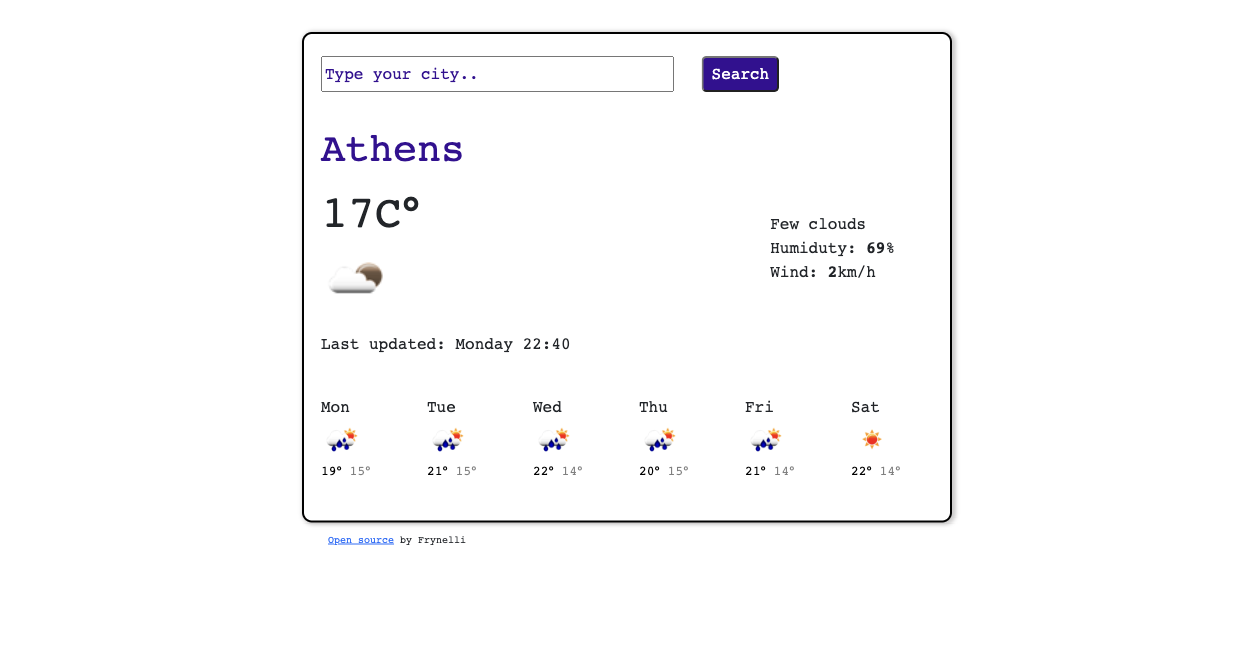 Type your city..
Search
Athens
17C°
Few clouds
Humiduty: 69%
Wind: 2km/h
Last updated: Monday 22:40
Mon Tue Wed Thu Fri Sat
19° 15° 21° 15° 22° 14° 20° 15° 21° 14° 22° 14°
Open source by Frynelli